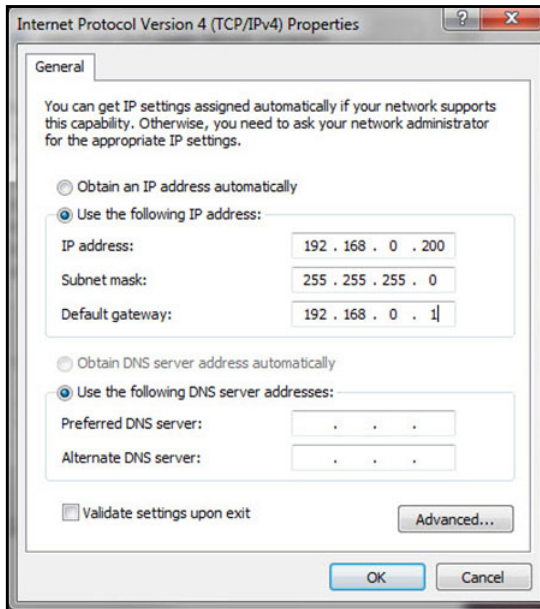 Internet Protocol Version 4 (TCP/IPv4) Properties
General
You can get IP settings assigned automatically if your network supports
this capability. Otherwise, you need to ask your network administrator
for the appropriate IP settings.
Obtain an IP address automatically
Use the following IP address:
IP address: 192 . 168 . 0 . 200
Subnet mask: 255 . 255 . 255 . 0
Default gateway: 192 . 168 . 0 . 1
Obtain DNS server address automatically
Use the following DNS server addresses:
Preferred DNS server: . . .
Alternate DNS server: . . .
Validate settings upon exit
Advanced...
OK Cancel